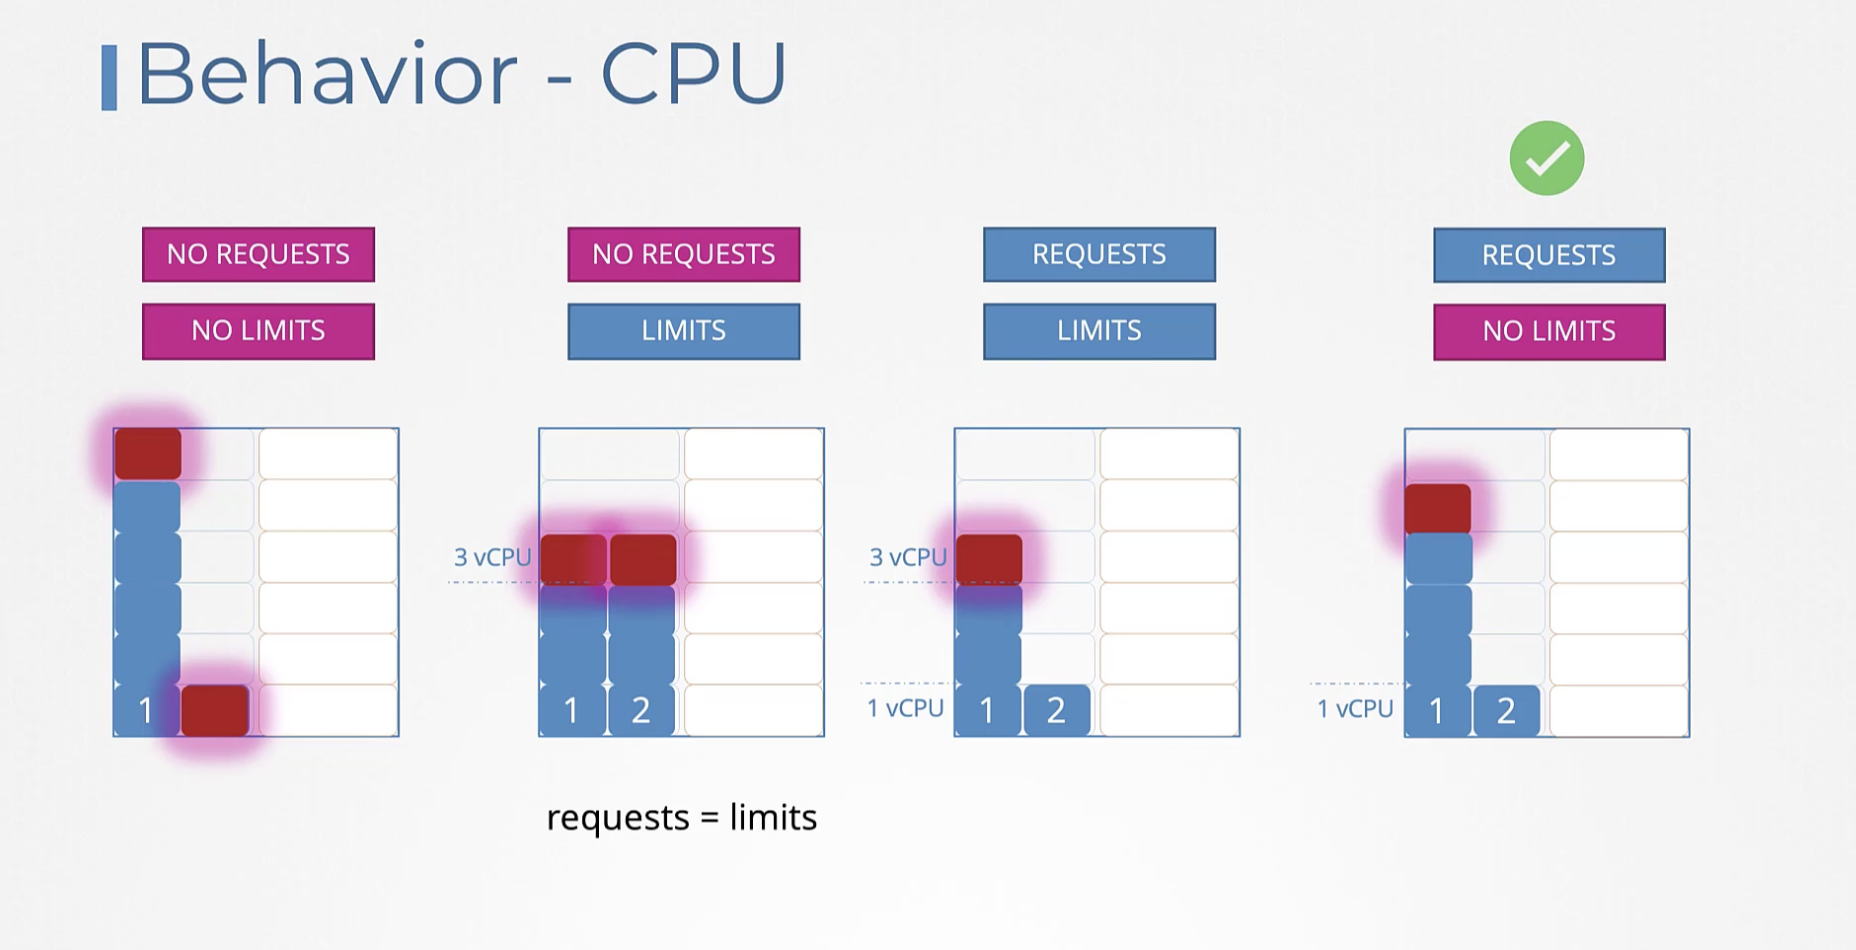 Behavior - CPU
NO REQUESTS
NO LIMITS
1
NO REQUESTS
LIMITS
3 vCPU
1 2
requests = limits
REQUESTS
LIMITS
3 vCPU
1 vCPU
1 2
REQUESTS
NO LIMITS
1 vCPU
1 2